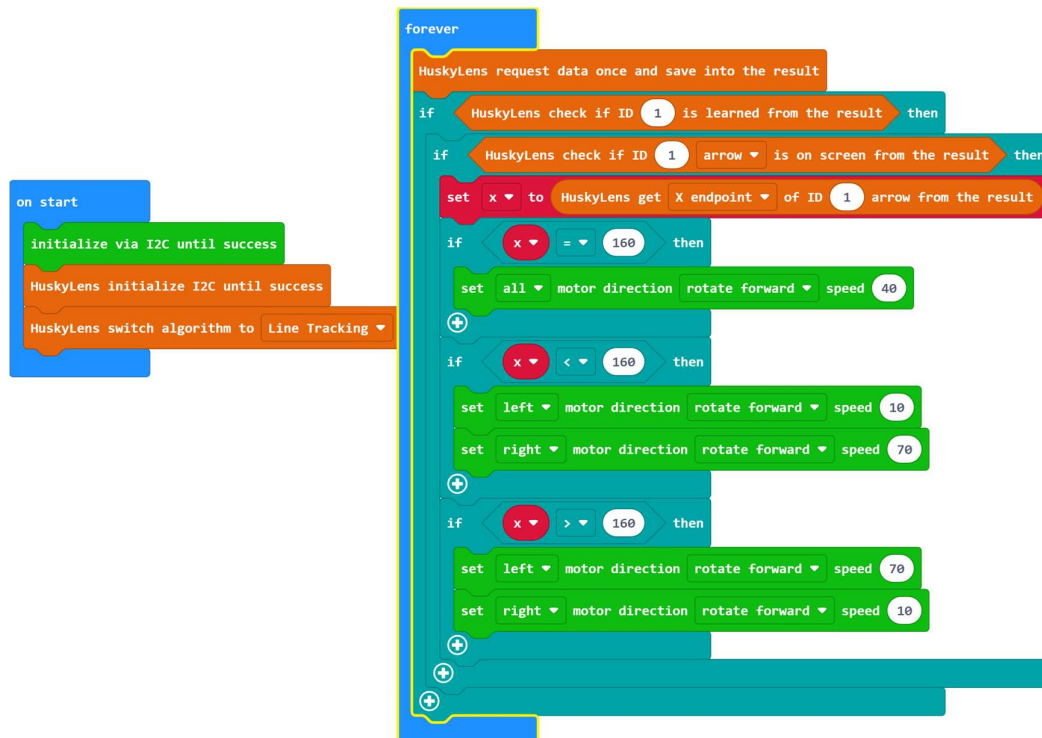 on start
initialize via I2C until success
HuskyLens initialize I2C until success
HuskyLens switch algorithm to Line Tracking
forever
HuskyLens request data once and save into the result
if HuskyLens check if ID 1 is learned from the result then
if HuskyLens check if ID 1 arrow is on screen from the result then
set x to HuskyLens get X endpoint of ID 1 arrow from the result
if x = 160 then
set all motor direction rotate forward speed 40
if x < 160 then
set left motor direction rotate forward speed 10
set right motor direction rotate forward speed 70
if x > 160 then
set left motor direction rotate forward speed 70
set right motor direction rotate forward speed 10